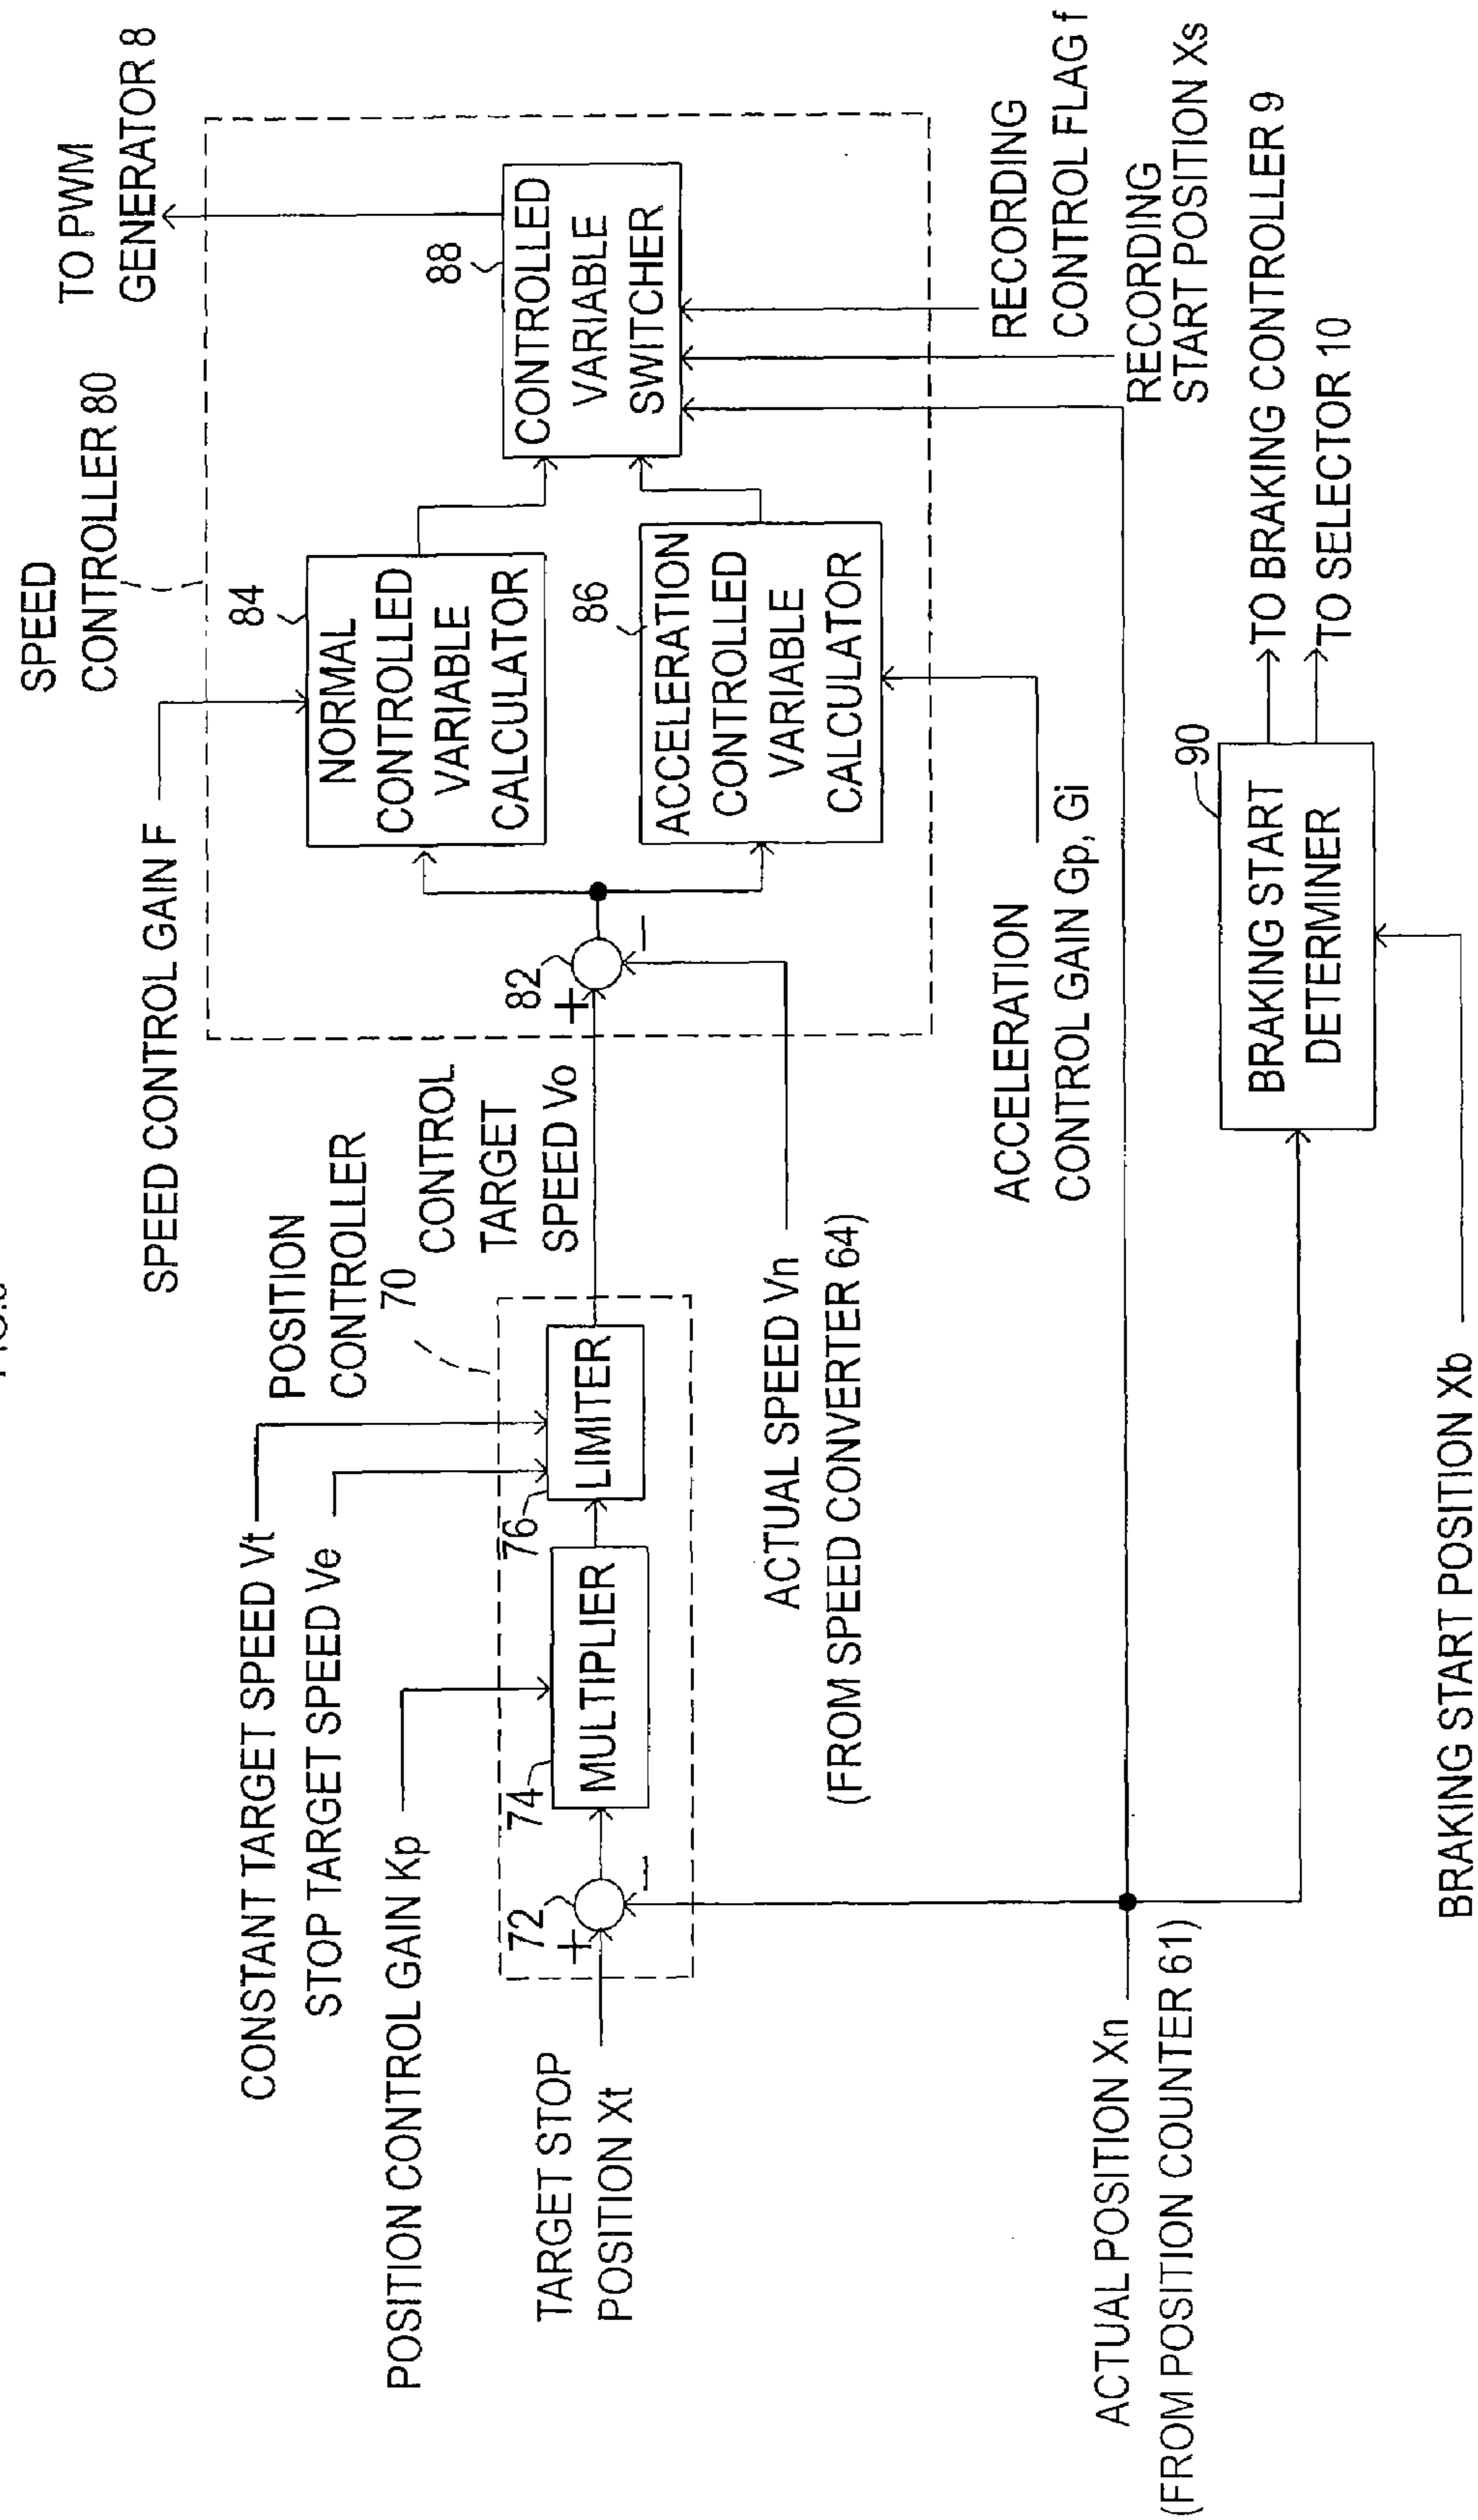 SPEED
CONTROLLER 80
TO PWM
GENERATOR 8
SPEED CONTROL GAIN F
84
NORMAL
CONTROLLED
VARIABLE
CALCULATOR
88
CONTROLLED
VARIABLE
SWITCHER
CONSTANT TARGET SPEED Vt
STOP TARGET SPEED Ve
POSITION CONTROL GAIN Kp
POSITION
CONTROLLER
70
CONTROL
TARGET
SPEED Vo
TARGET STOP
POSITION Xt
72
+
−
74
MULTIPLIER
76
LIMITER
82
+
−
86
ACCELERATION
CONTROLLED
VARIABLE
CALCULATOR
ACTUAL SPEED Vn
(FROM SPEED CONVERTER 64)
ACCELERATION
CONTROL GAIN Gp, Gi
RECORDING
CONTROL FLAG f
RECORDING
START POSITION Xs
ACTUAL POSITION Xn
(FROM POSITION COUNTER 61)
90
BRAKING START
DETERMINER
TO BRAKING CONTROLLER 9
TO SELECTOR 10
BRAKING START POSITION Xb